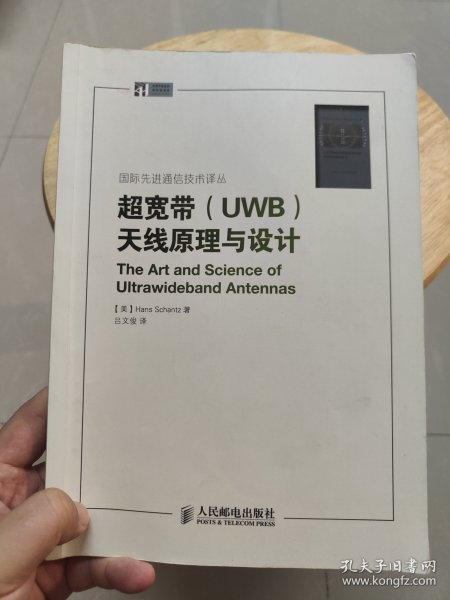 国际先进通信技术译丛
超宽带（UWB）
天线原理与设计
The Art and Science of
Ultrawideband Antennas
【美】Hans Schantz 著
吕文俊 译
人民邮电出版社
POSTS & TELECOM PRESS
孔夫子旧书网
www.kongfz.com